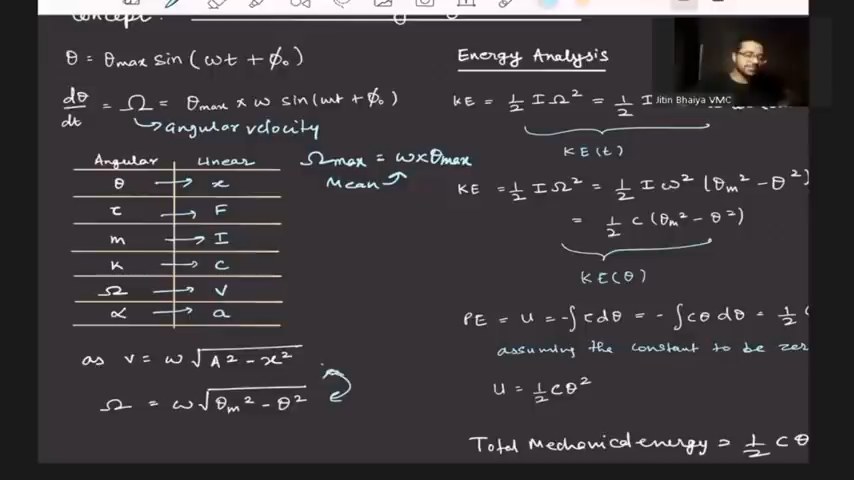 Concept:
θ = θmax sin (ωt + ϕ₀)
dθ/dt = Ω = θmax × ω sin(ωt + ϕ₀)
↳ angular velocity
Angular | Linear
θ → x
τ → F
m → I
K → C
Ω → V
α → a
Ωmax = ω×θmax
Mean
as v = ω √(A² − x²)
Ω = ω √(θm² − θ²)
Energy Analysis
Jitin Bhaiya VMC
KE = 1/2 I Ω² = 1/2 I
KE(t)
KE = 1/2 I Ω² = 1/2 I ω² (θm² − θ²)
= 1/2 C (θm² − θ²)
KE(θ)
PE = U = −∫τdθ = −∫cθ dθ = 1/2 C
assuming the constant to be zer
U = 1/2 Cθ²
Total Mechanical energy = 1/2 C θ